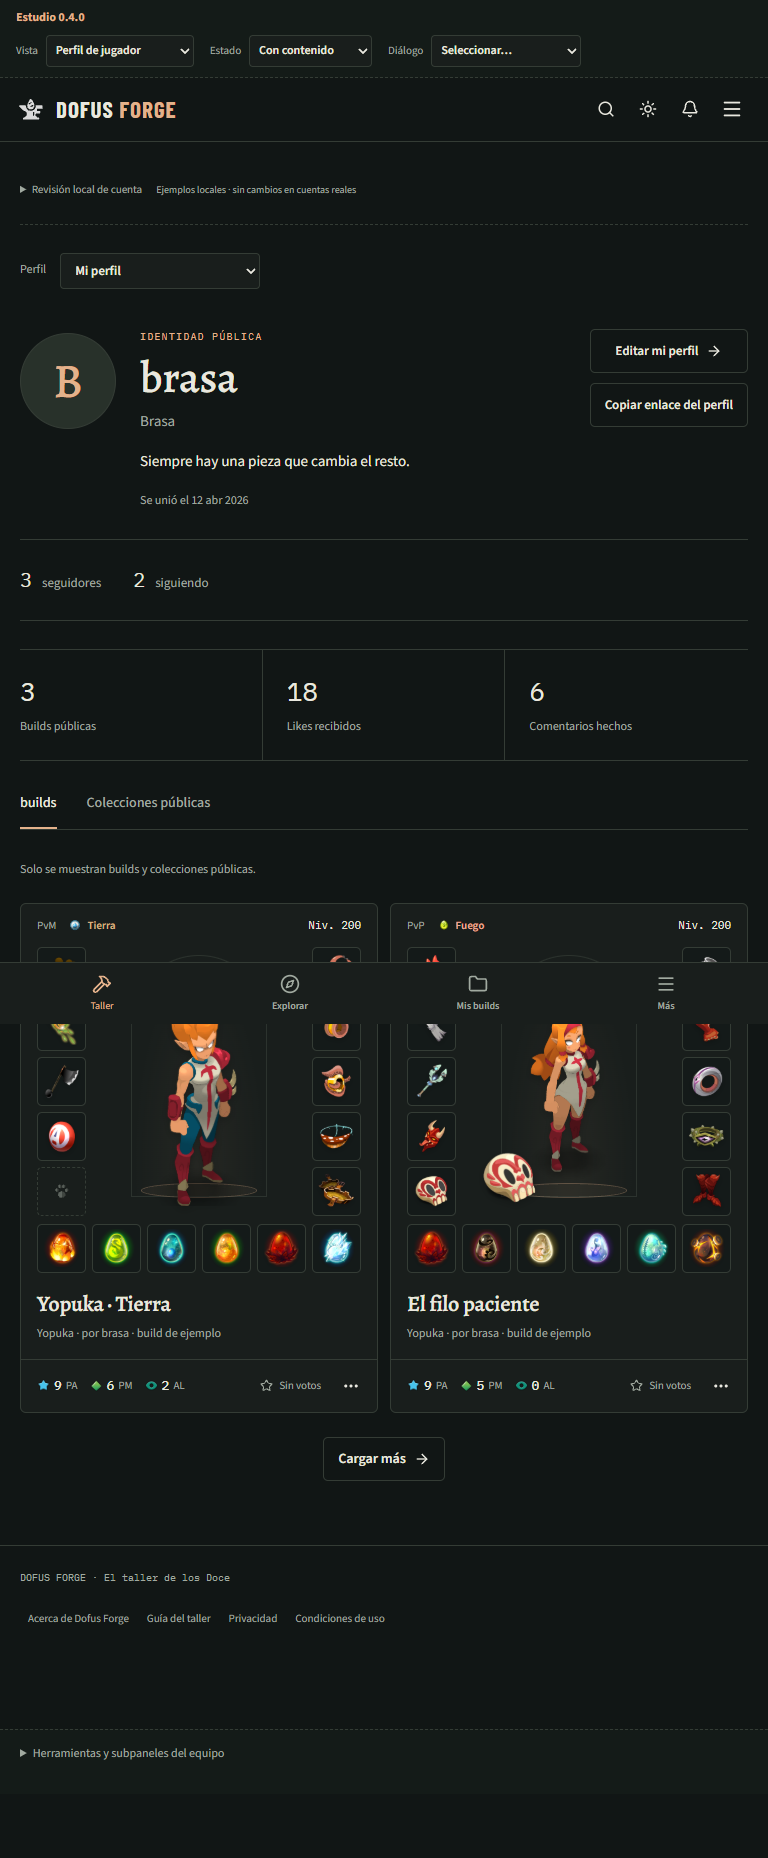 Estudio 0.4.0
Vista Perfil de jugador Estado Con contenido Diálogo Seleccionar...
DOFUS FORGE
Revisión local de cuenta Ejemplos locales · sin cambios en cuentas reales
Perfil Mi perfil
B
IDENTIDAD PÚBLICA
brasa
Brasa
Siempre hay una pieza que cambia el resto.
Se unió el 12 abr 2026
Editar mi perfil
Copiar enlace del perfil
3 seguidores 2 siguiendo
3 18 6
Builds públicas Likes recibidos Comentarios hechos
builds Colecciones públicas
Solo se muestran builds y colecciones públicas.
PvM Tierra Niv. 200 PvP Fuego Niv. 200
Taller Explorar Mis builds Más
Yopuka · Tierra El filo paciente
Yopuka · por brasa · build de ejemplo Yopuka · por brasa · build de ejemplo
9 PA 6 PM 2 AL Sin votos 9 PA 5 PM 0 AL Sin votos
Cargar más
DOFUS FORGE · El taller de los Doce
Acerca de Dofus Forge Guía del taller Privacidad Condiciones de uso
Herramientas y subpaneles del equipo